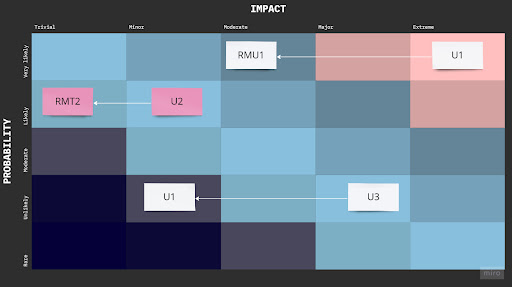 IMPACT
Trivial Minor Moderate Major Extreme
PROBABILITY
Very likely
RMU1 U1
Likely
RMT2 U2
Moderate
Unlikely
U1 U3
Rare
miro